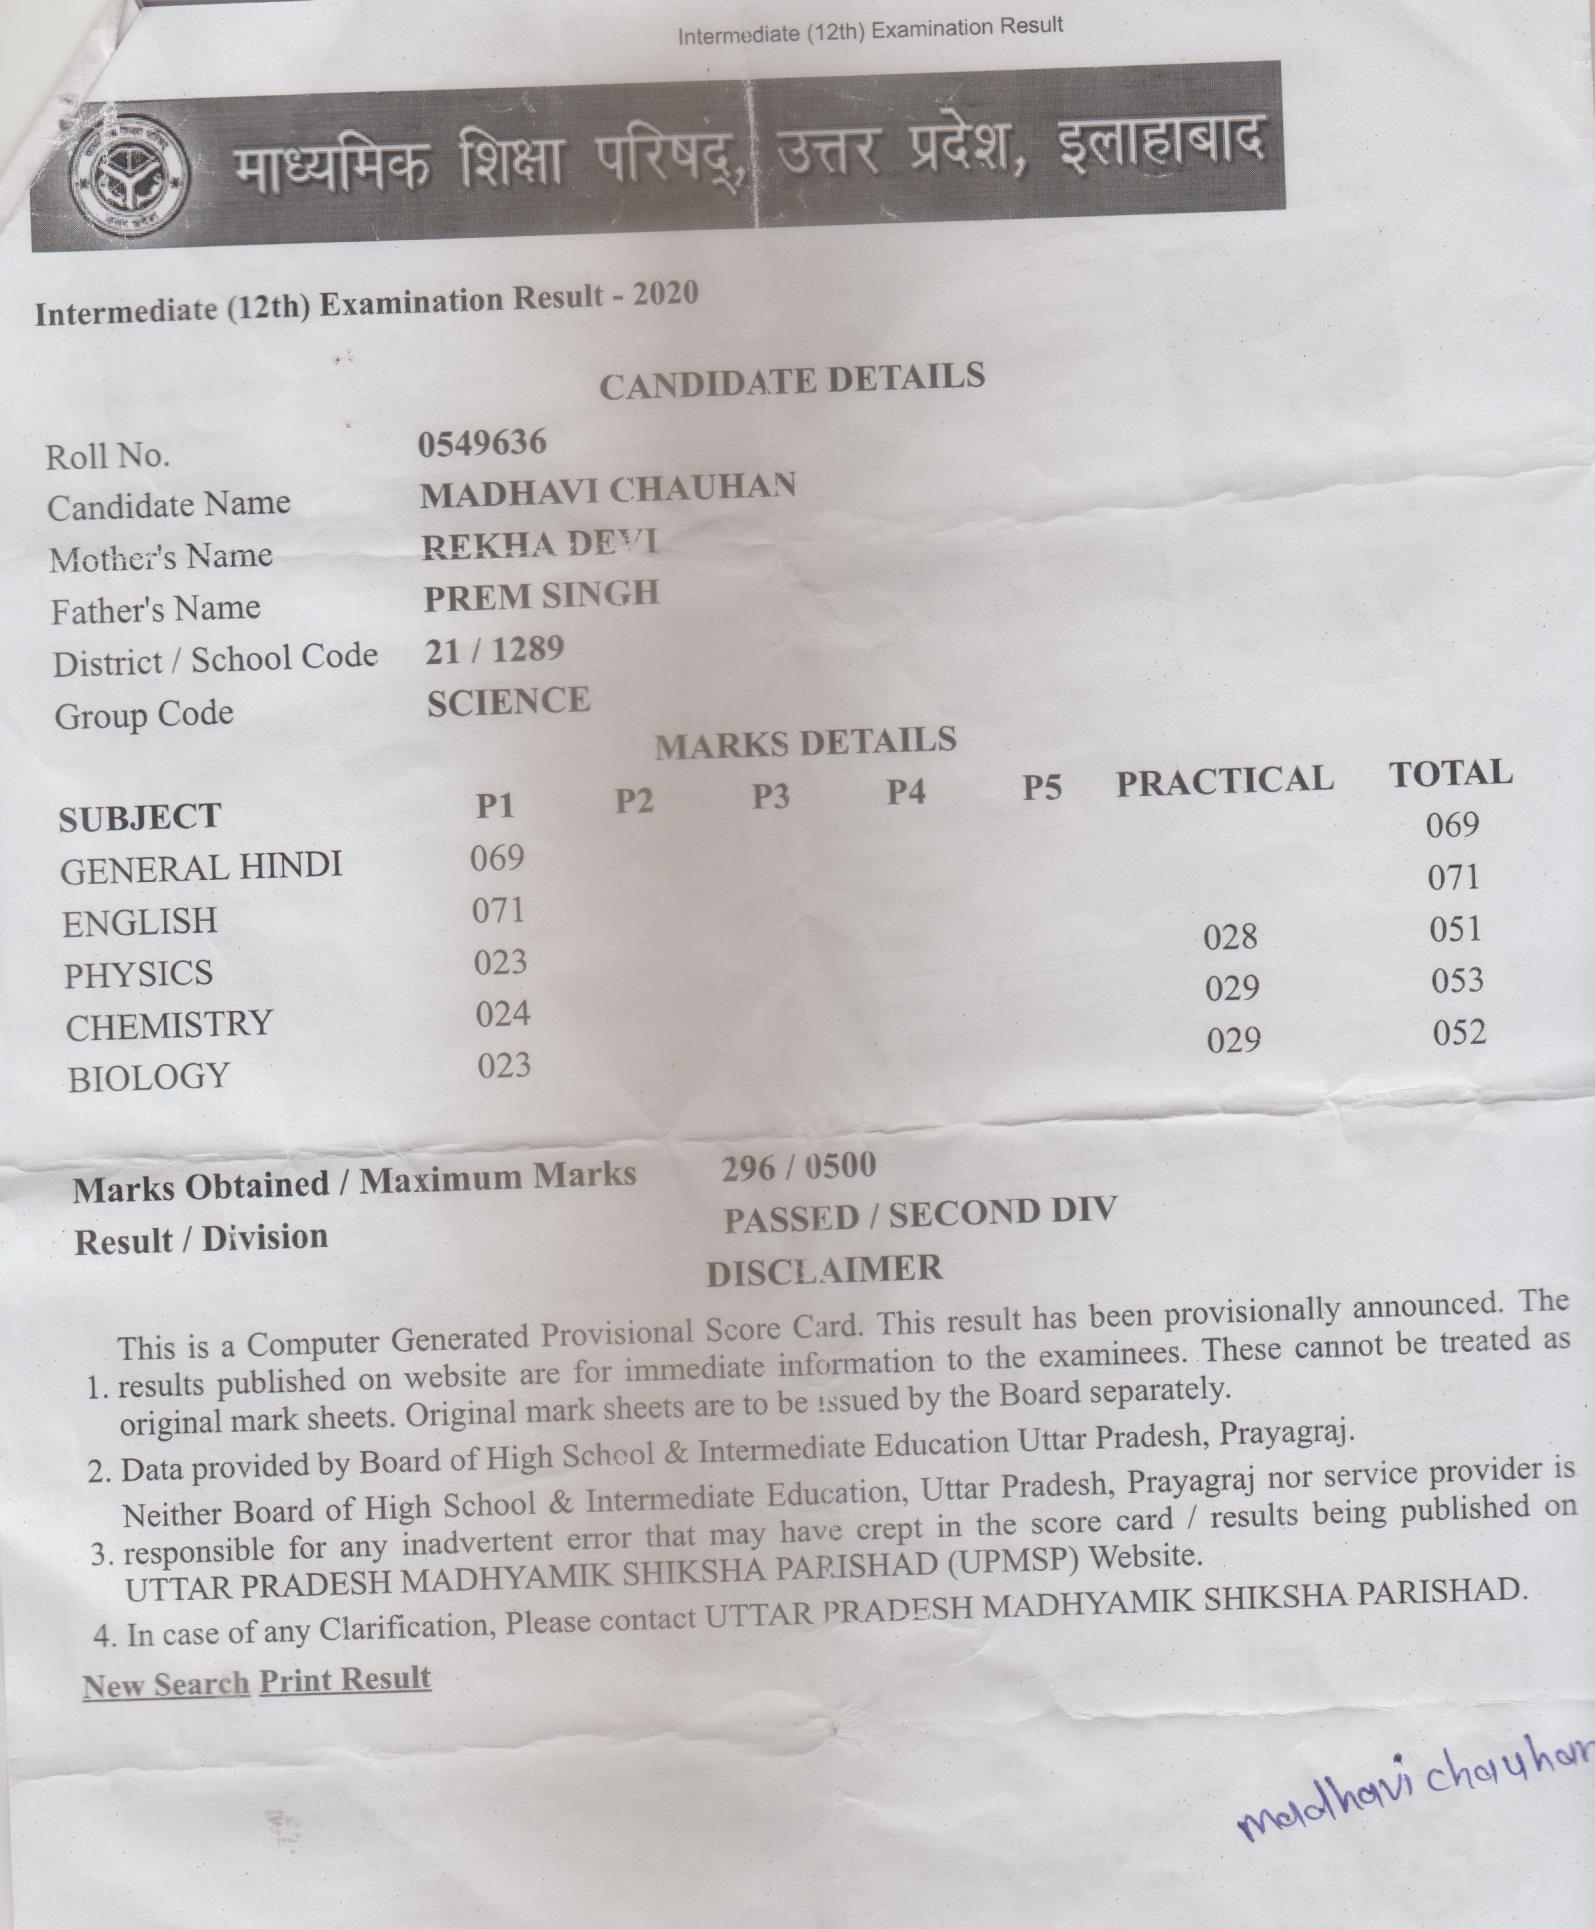 Intermediate (12th) Examination Result
माध्यमिक शिक्षा परिषद्, उत्तर प्रदेश, इलाहाबाद
Intermediate (12th) Examination Result - 2020
CANDIDATE DETAILS
Roll No. 0549636
Candidate Name MADHAVI CHAUHAN
Mother's Name REKHA DEVI
Father's Name PREM SINGH
District / School Code 21 / 1289
Group Code SCIENCE
MARKS DETAILS
SUBJECT P1 P2 P3 P4 P5 PRACTICAL TOTAL
GENERAL HINDI 069 069
ENGLISH 071 071
PHYSICS 023 028 051
CHEMISTRY 024 029 053
BIOLOGY 023 029 052
Marks Obtained / Maximum Marks 296 / 0500
Result / Division PASSED / SECOND DIV
DISCLAIMER
This is a Computer Generated Provisional Score Card. This result has been provisionally announced. The
1. results published on website are for immediate information to the examinees. These cannot be treated as
original mark sheets. Original mark sheets are to be issued by the Board separately.
2. Data provided by Board of High School & Intermediate Education Uttar Pradesh, Prayagraj.
Neither Board of High School & Intermediate Education, Uttar Pradesh, Prayagraj nor service provider is
3. responsible for any inadvertent error that may have crept in the score card / results being published on
UTTAR PRADESH MADHYAMIK SHIKSHA PARISHAD (UPMSP) Website.
4. In case of any Clarification, Please contact UTTAR PRADESH MADHYAMIK SHIKSHA PARISHAD.
New Search Print Result
madhavi chauhan